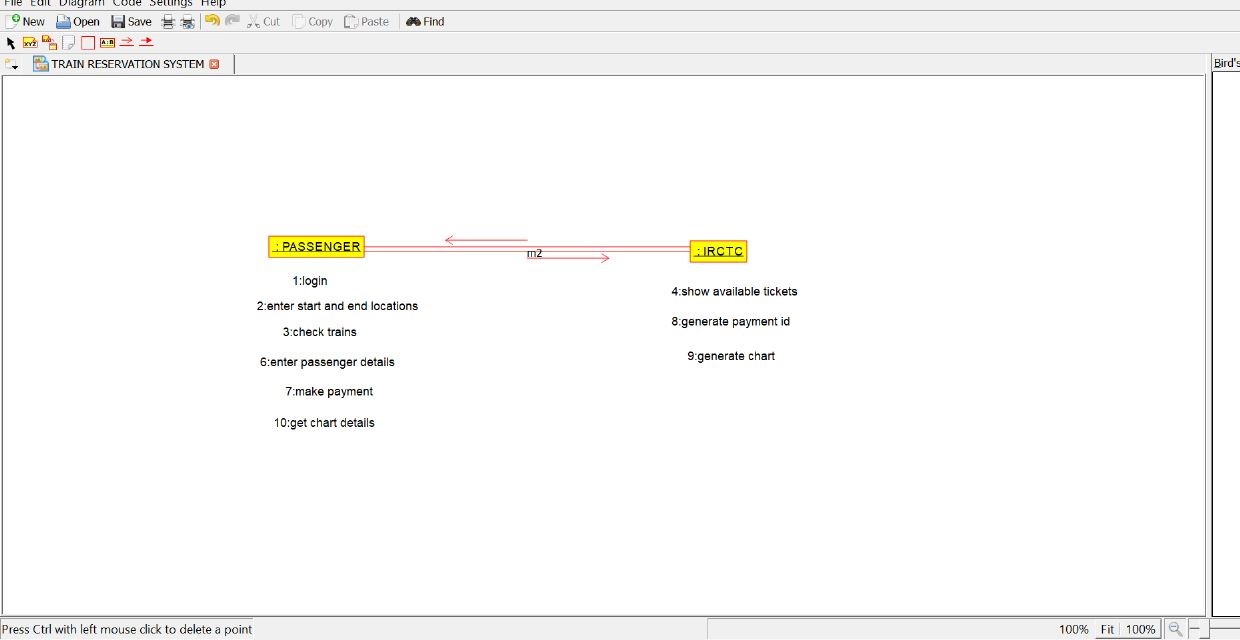 File Edit Diagram Code Settings Help
New Open Save Cut Copy Paste Find
XYZ A:B
TRAIN RESERVATION SYSTEM
Bird's
: PASSENGER
m2
: IRCTC
1:login
2:enter start and end locations
3:check trains
6:enter passenger details
7:make payment
10:get chart details
4:show available tickets
8:generate payment id
9:generate chart
Press Ctrl with left mouse click to delete a point
100% Fit 100%